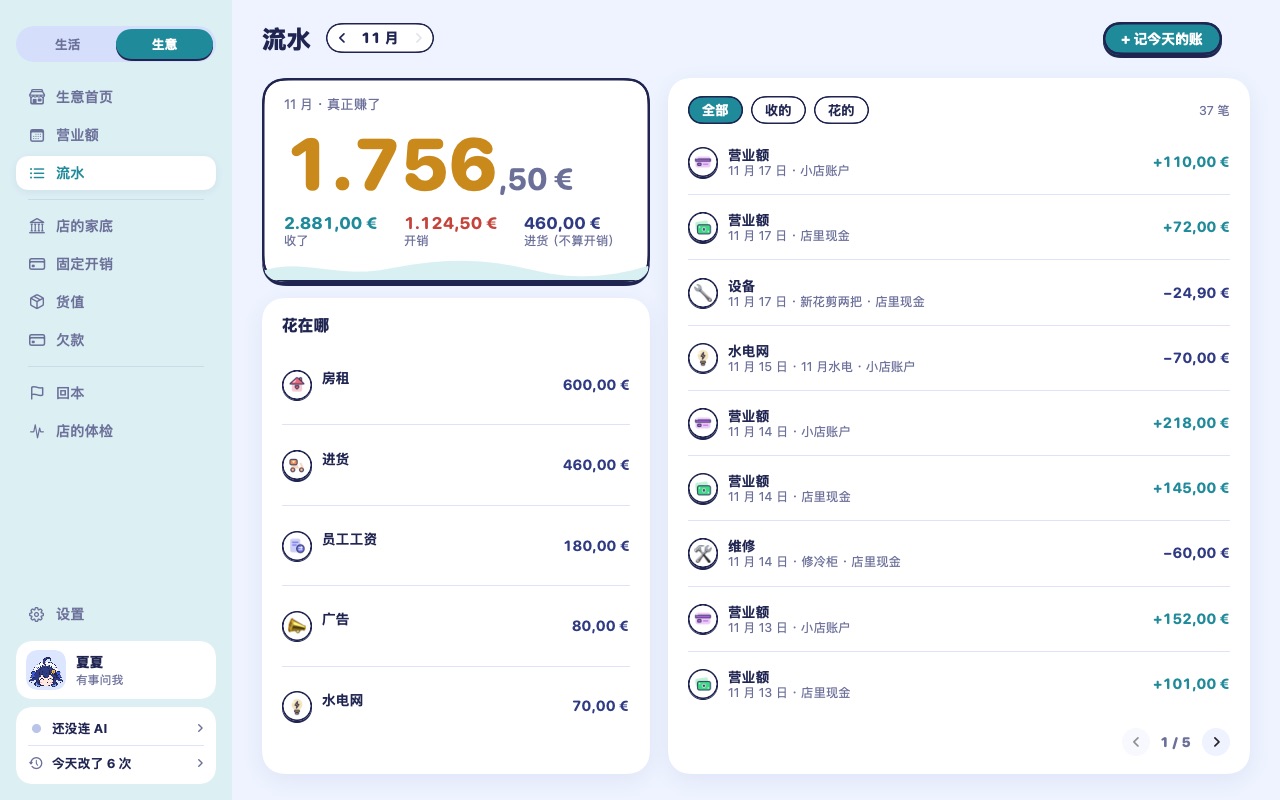 生活
生意
生意首页
营业额
流水
店的家底
固定开销
货值
欠款
回本
店的体检
设置
夏夏
有事问我
还没连 AI
今天改了 6 次
流水
11 月
+ 记今天的账
11 月 · 真正赚了
1.756,50 €
2.881,00 €
收了
1.124,50 €
开销
460,00 €
进货 (不算开销)
花在哪
房租
600,00 €
进货
460,00 €
员工工资
180,00 €
广告
80,00 €
水电网
70,00 €
全部
收的
花的
37 笔
营业额
11 月 17 日 · 小店账户
+110,00 €
营业额
11 月 17 日 · 店里现金
+72,00 €
设备
11 月 17 日 · 新花剪两把 · 店里现金
−24,90 €
水电网
11 月 15 日 · 11 月水电 · 小店账户
−70,00 €
营业额
11 月 14 日 · 小店账户
+218,00 €
营业额
11 月 14 日 · 店里现金
+145,00 €
维修
11 月 14 日 · 修冷柜 · 店里现金
−60,00 €
营业额
11 月 13 日 · 小店账户
+152,00 €
营业额
11 月 13 日 · 店里现金
+101,00 €
1 / 5